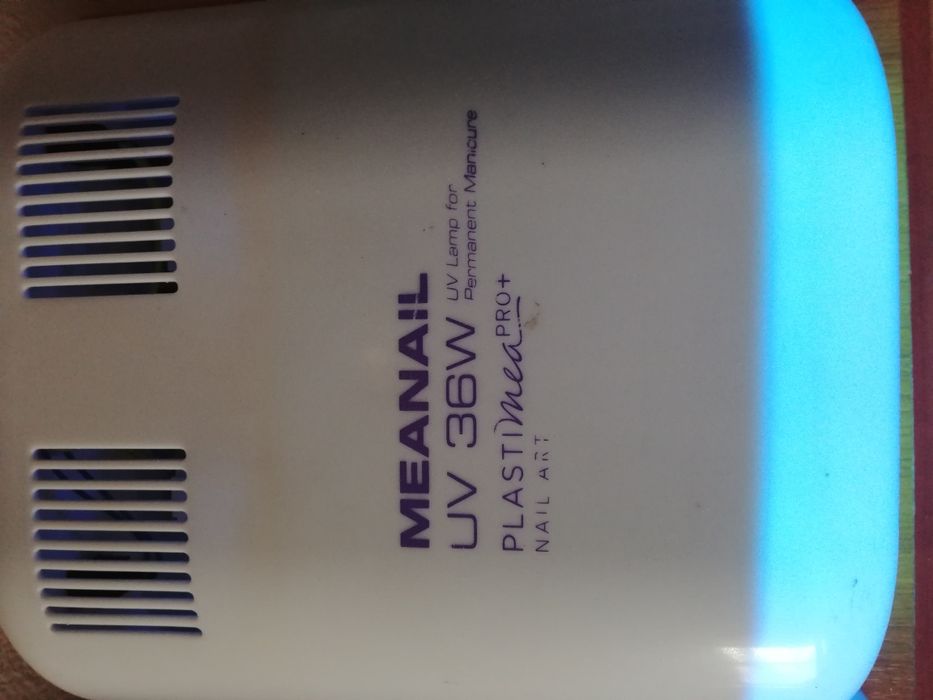 MEANAIL
UV 36W UV Lamp for
Permanent Manicure
PLASTImea PRO+
NAIL ART